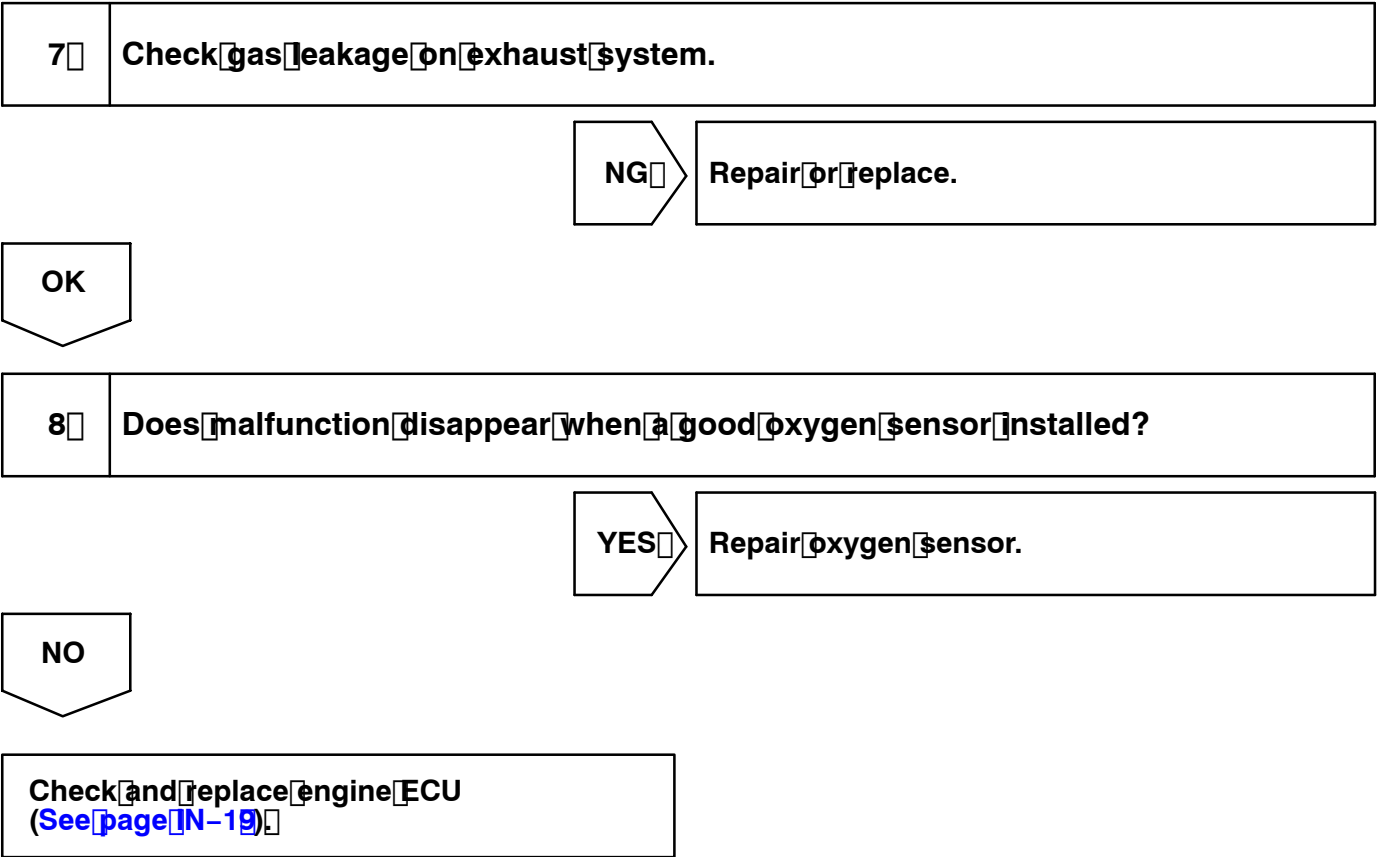 7 Check gas leakage on exhaust system.
NG Repair or replace.
OK
8 Does malfunction disappear when a good oxygen sensor installed?
YES Repair oxygen sensor.
NO
Check and replace engine ECU
(See page IN−19).